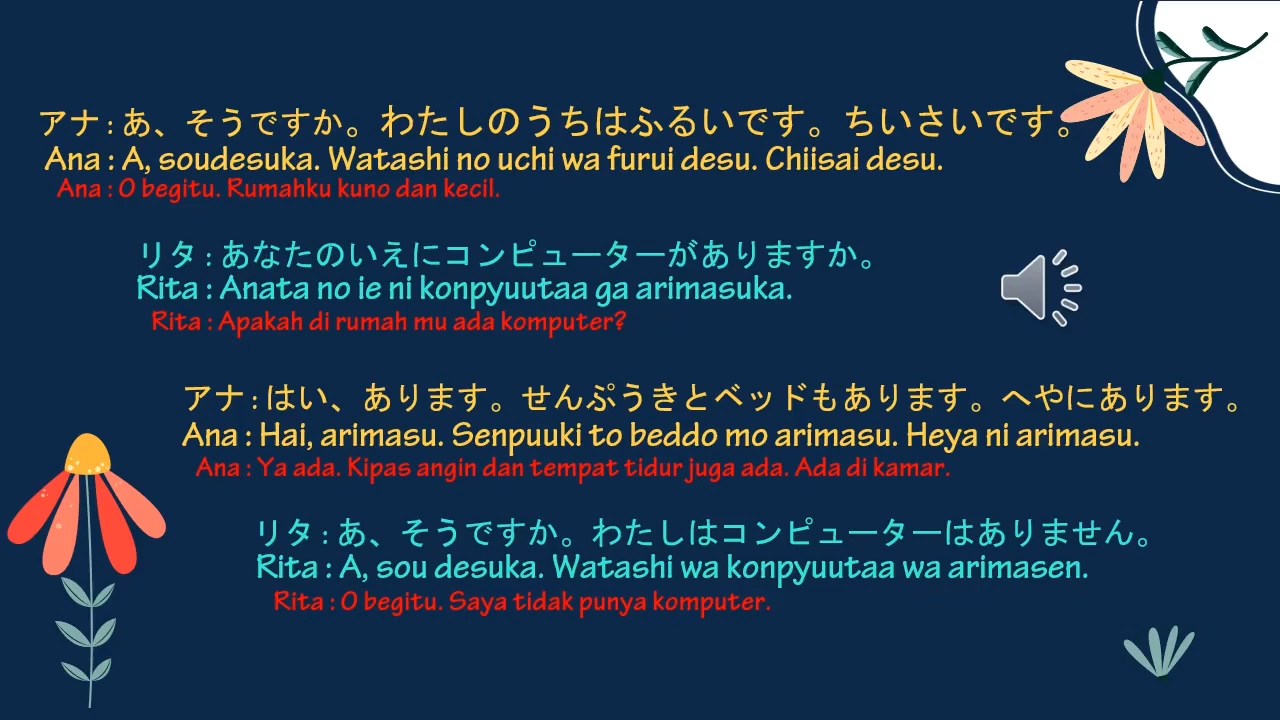 アナ : あ、そうですか。わたしのうちはふるいです。ちいさいです。
Ana : A, soudesuka. Watashi no uchi wa furui desu. Chiisai desu.
Ana : O begitu. Rumahku kuno dan kecil.
リタ : あなたのいえにコンピューターがありますか。
Rita : Anata no ie ni konpyuutaa ga arimasuka.
Rita : Apakah di rumah mu ada komputer?
アナ : はい、あります。せんぷうきとベッドもあります。へやにあります。
Ana : Hai, arimasu. Senpuuki to beddo mo arimasu. Heya ni arimasu.
Ana : Ya ada. Kipas angin dan tempat tidur juga ada. Ada di kamar.
リタ : あ、そうですか。わたしはコンピューターはありません。
Rita : A, sou desuka. Watashi wa konpyuutaa wa arimasen.
Rita : O begitu. Saya tidak punya komputer.